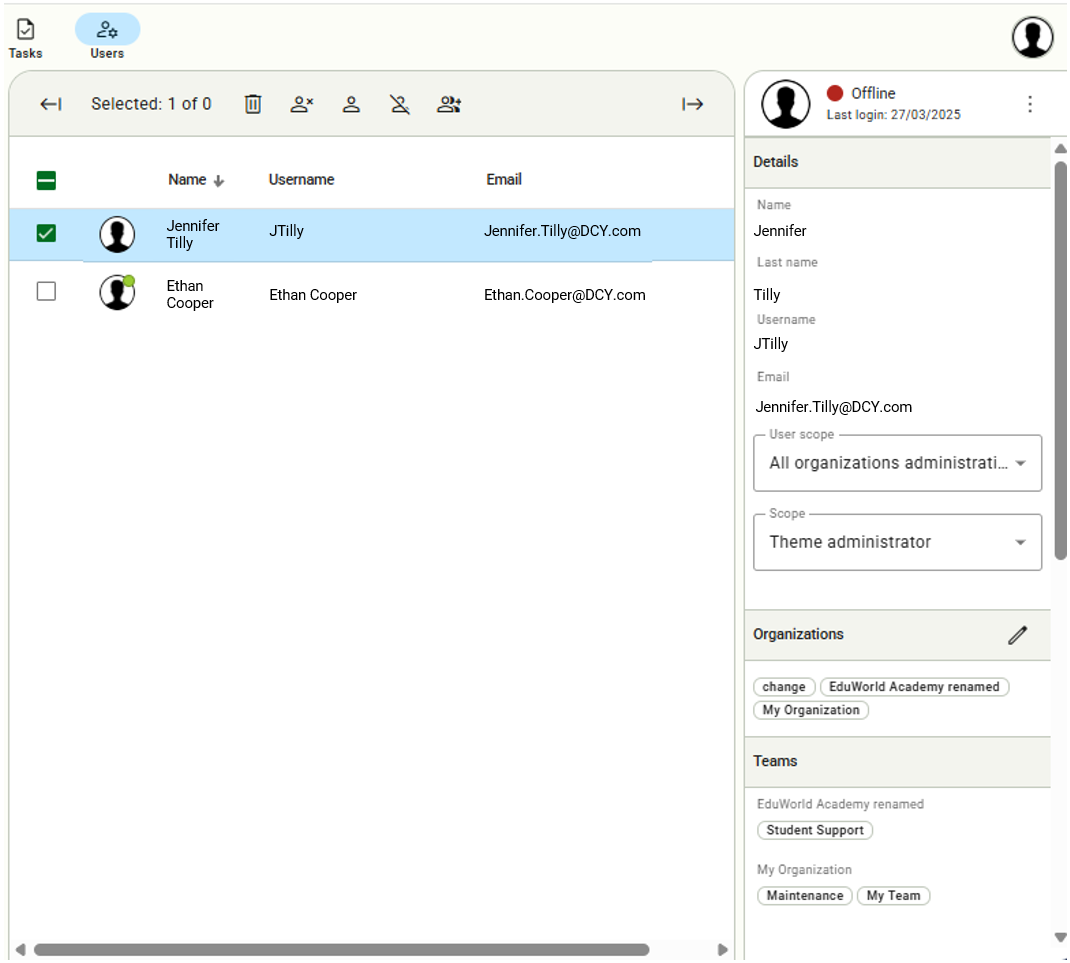 Tasks
Users
Selected: 1 of 0
Offline
Last login: 27/03/2025
Name
Username
Email
Jennifer
Tilly
JTilly
Jennifer.Tilly@DCY.com
Ethan
Cooper
Ethan Cooper
Ethan.Cooper@DCY.com
Details
Name
Jennifer
Last name
Tilly
Username
JTilly
Email
Jennifer.Tilly@DCY.com
User scope
All organizations administrati...
Scope
Theme administrator
Organizations
change
EduWorld Academy renamed
My Organization
Teams
EduWorld Academy renamed
Student Support
My Organization
Maintenance
My Team